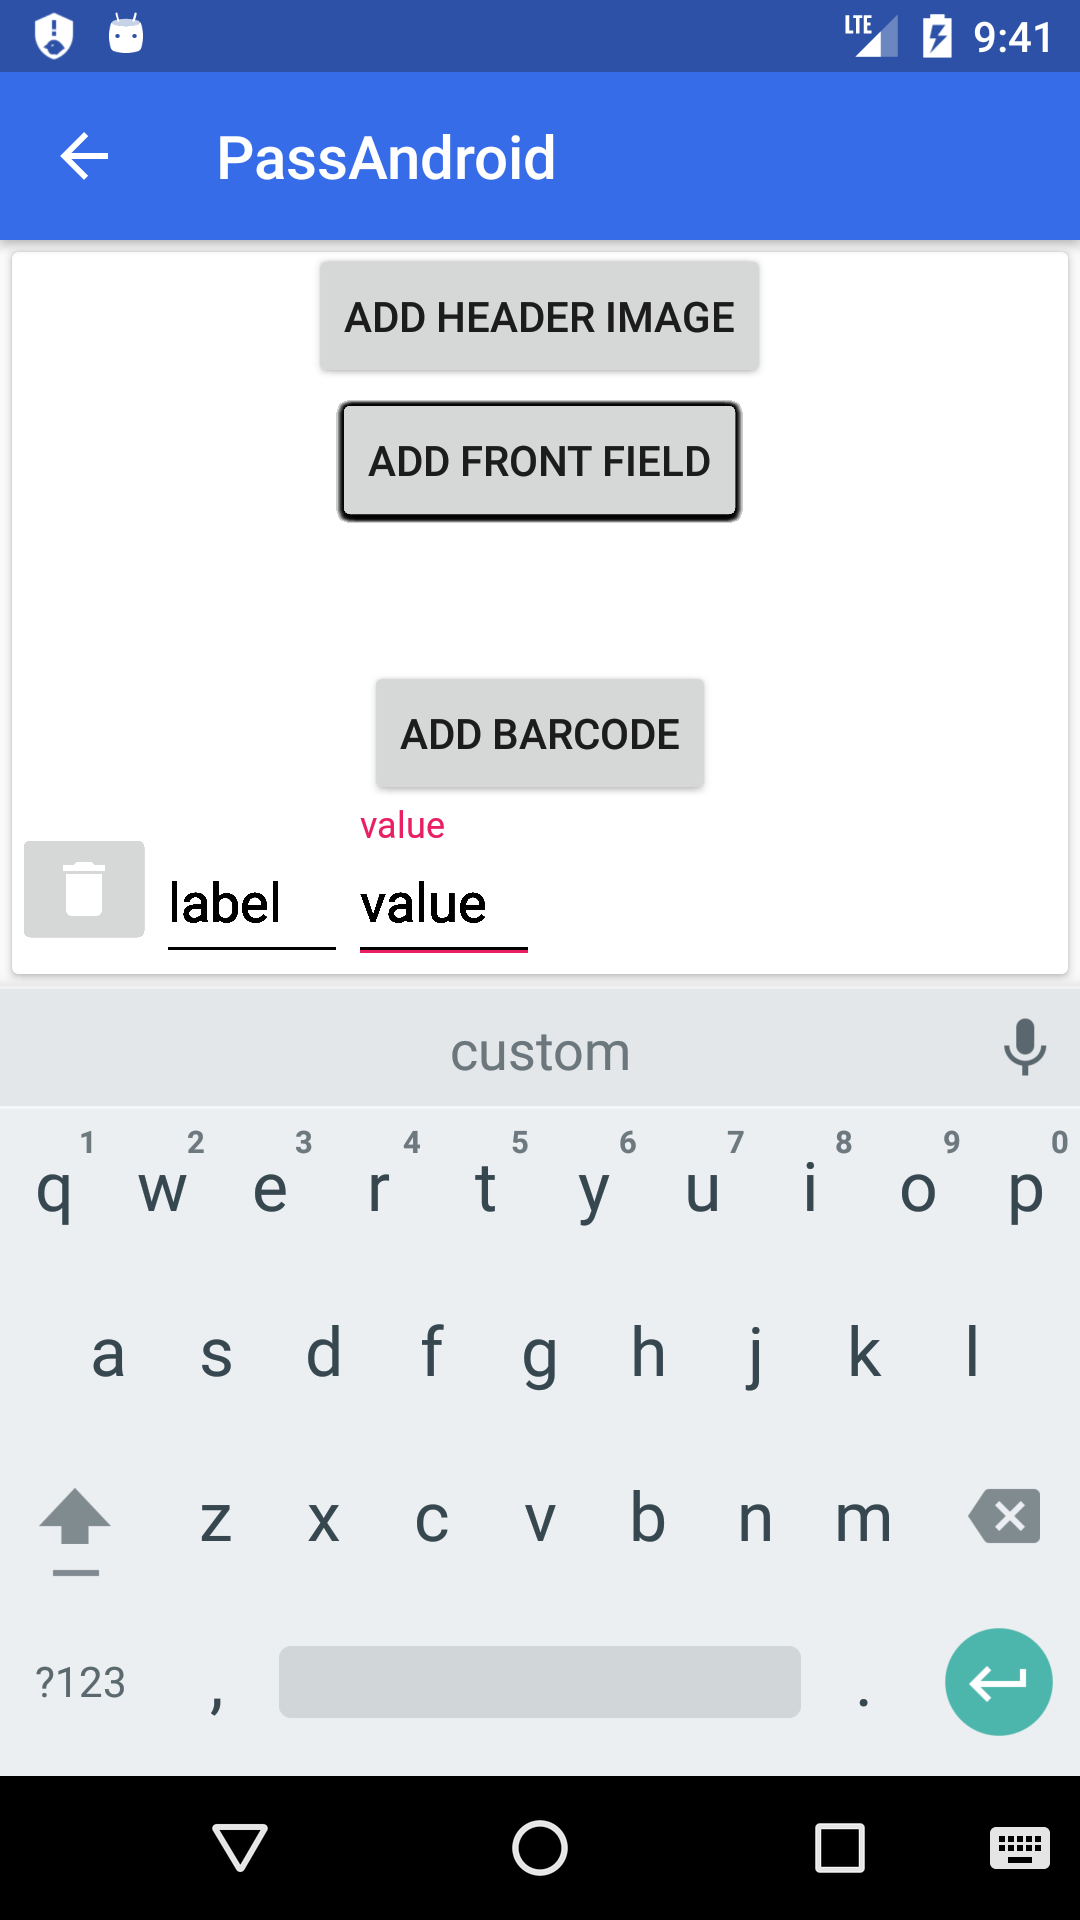 LTE 9:41
PassAndroid
ADD HEADER IMAGE
ADD FRONT FIELD
ADD BARCODE
value
label value
custom
1 2 3 4 5 6 7 8 9 0
q w e r t y u i o p
a s d f g h j k l
z x c v b n m
?123 , .